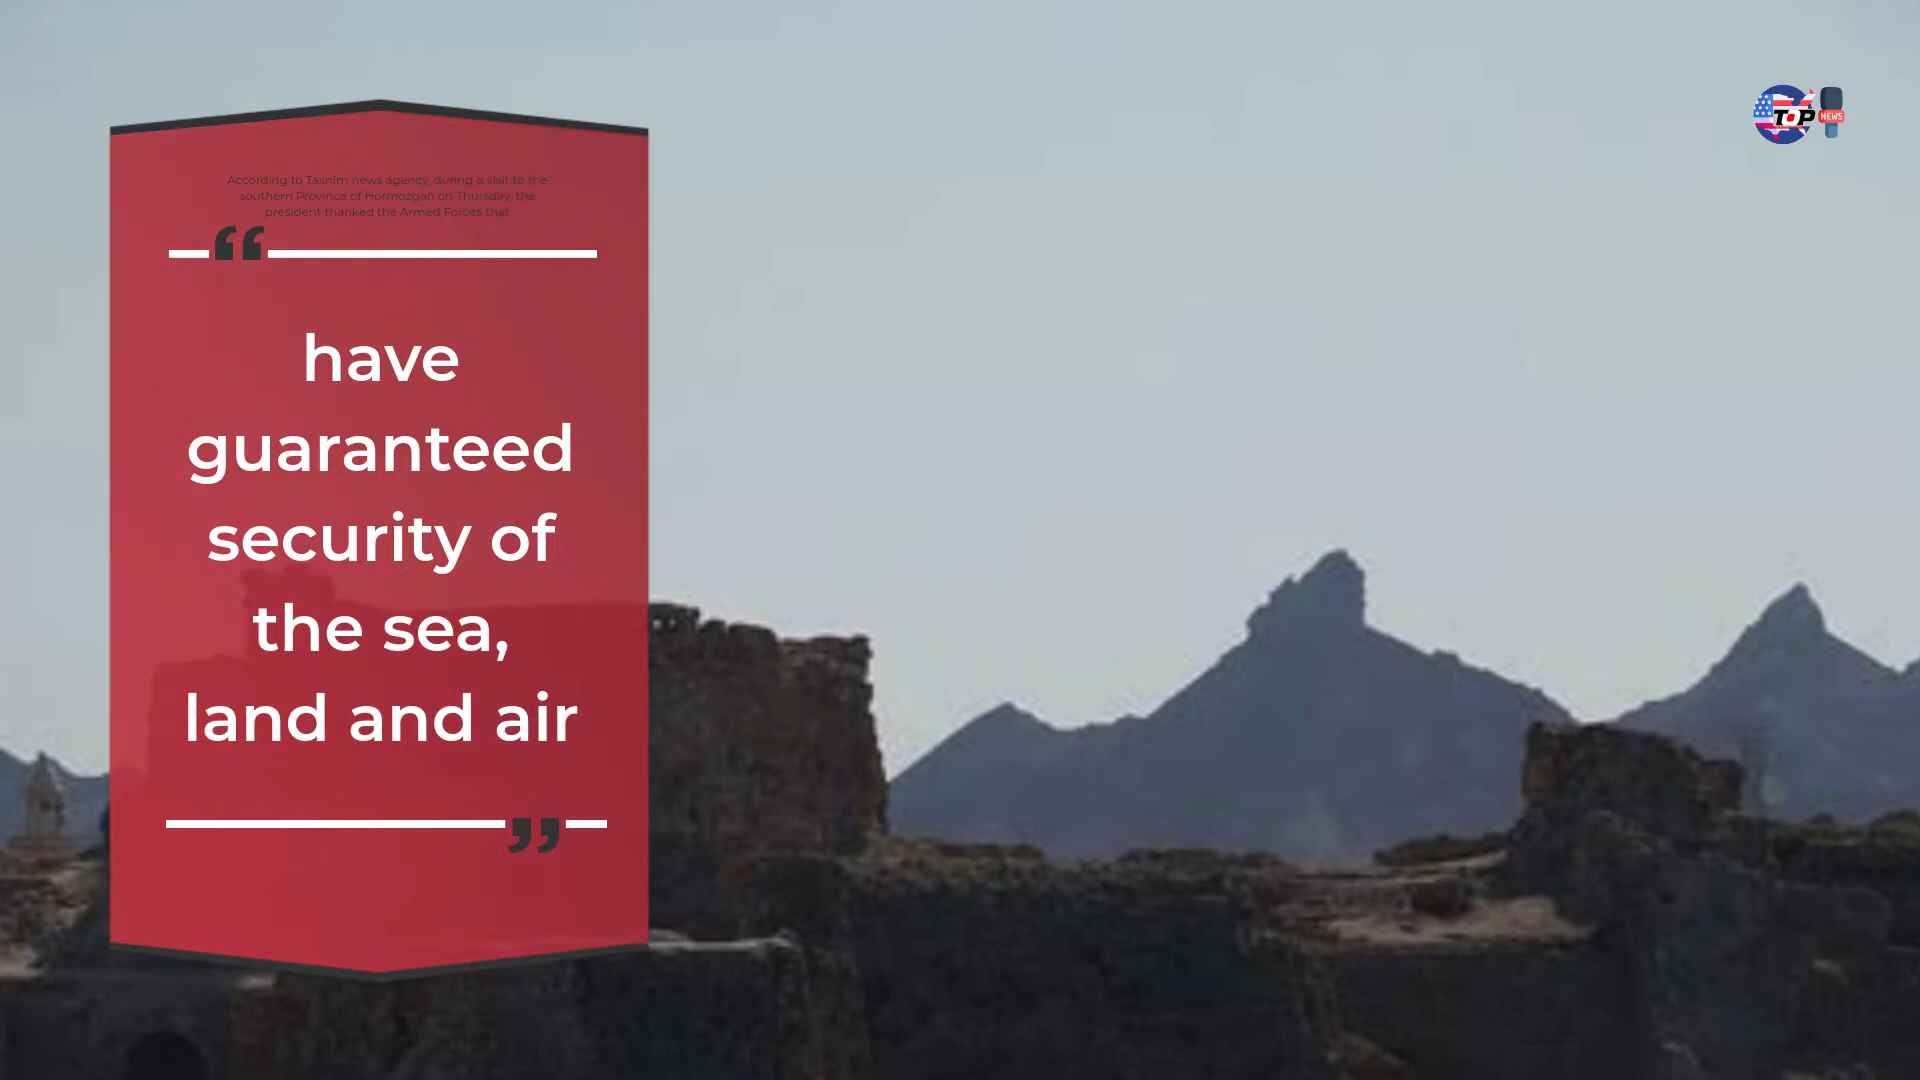 According to Tasnim news agency, during a visit to the
southern Province of Hormozgan on Thursday, the
president thanked the Armed Forces that
“
have
guaranteed
security of
the sea,
land and air
”
TOP NEWS